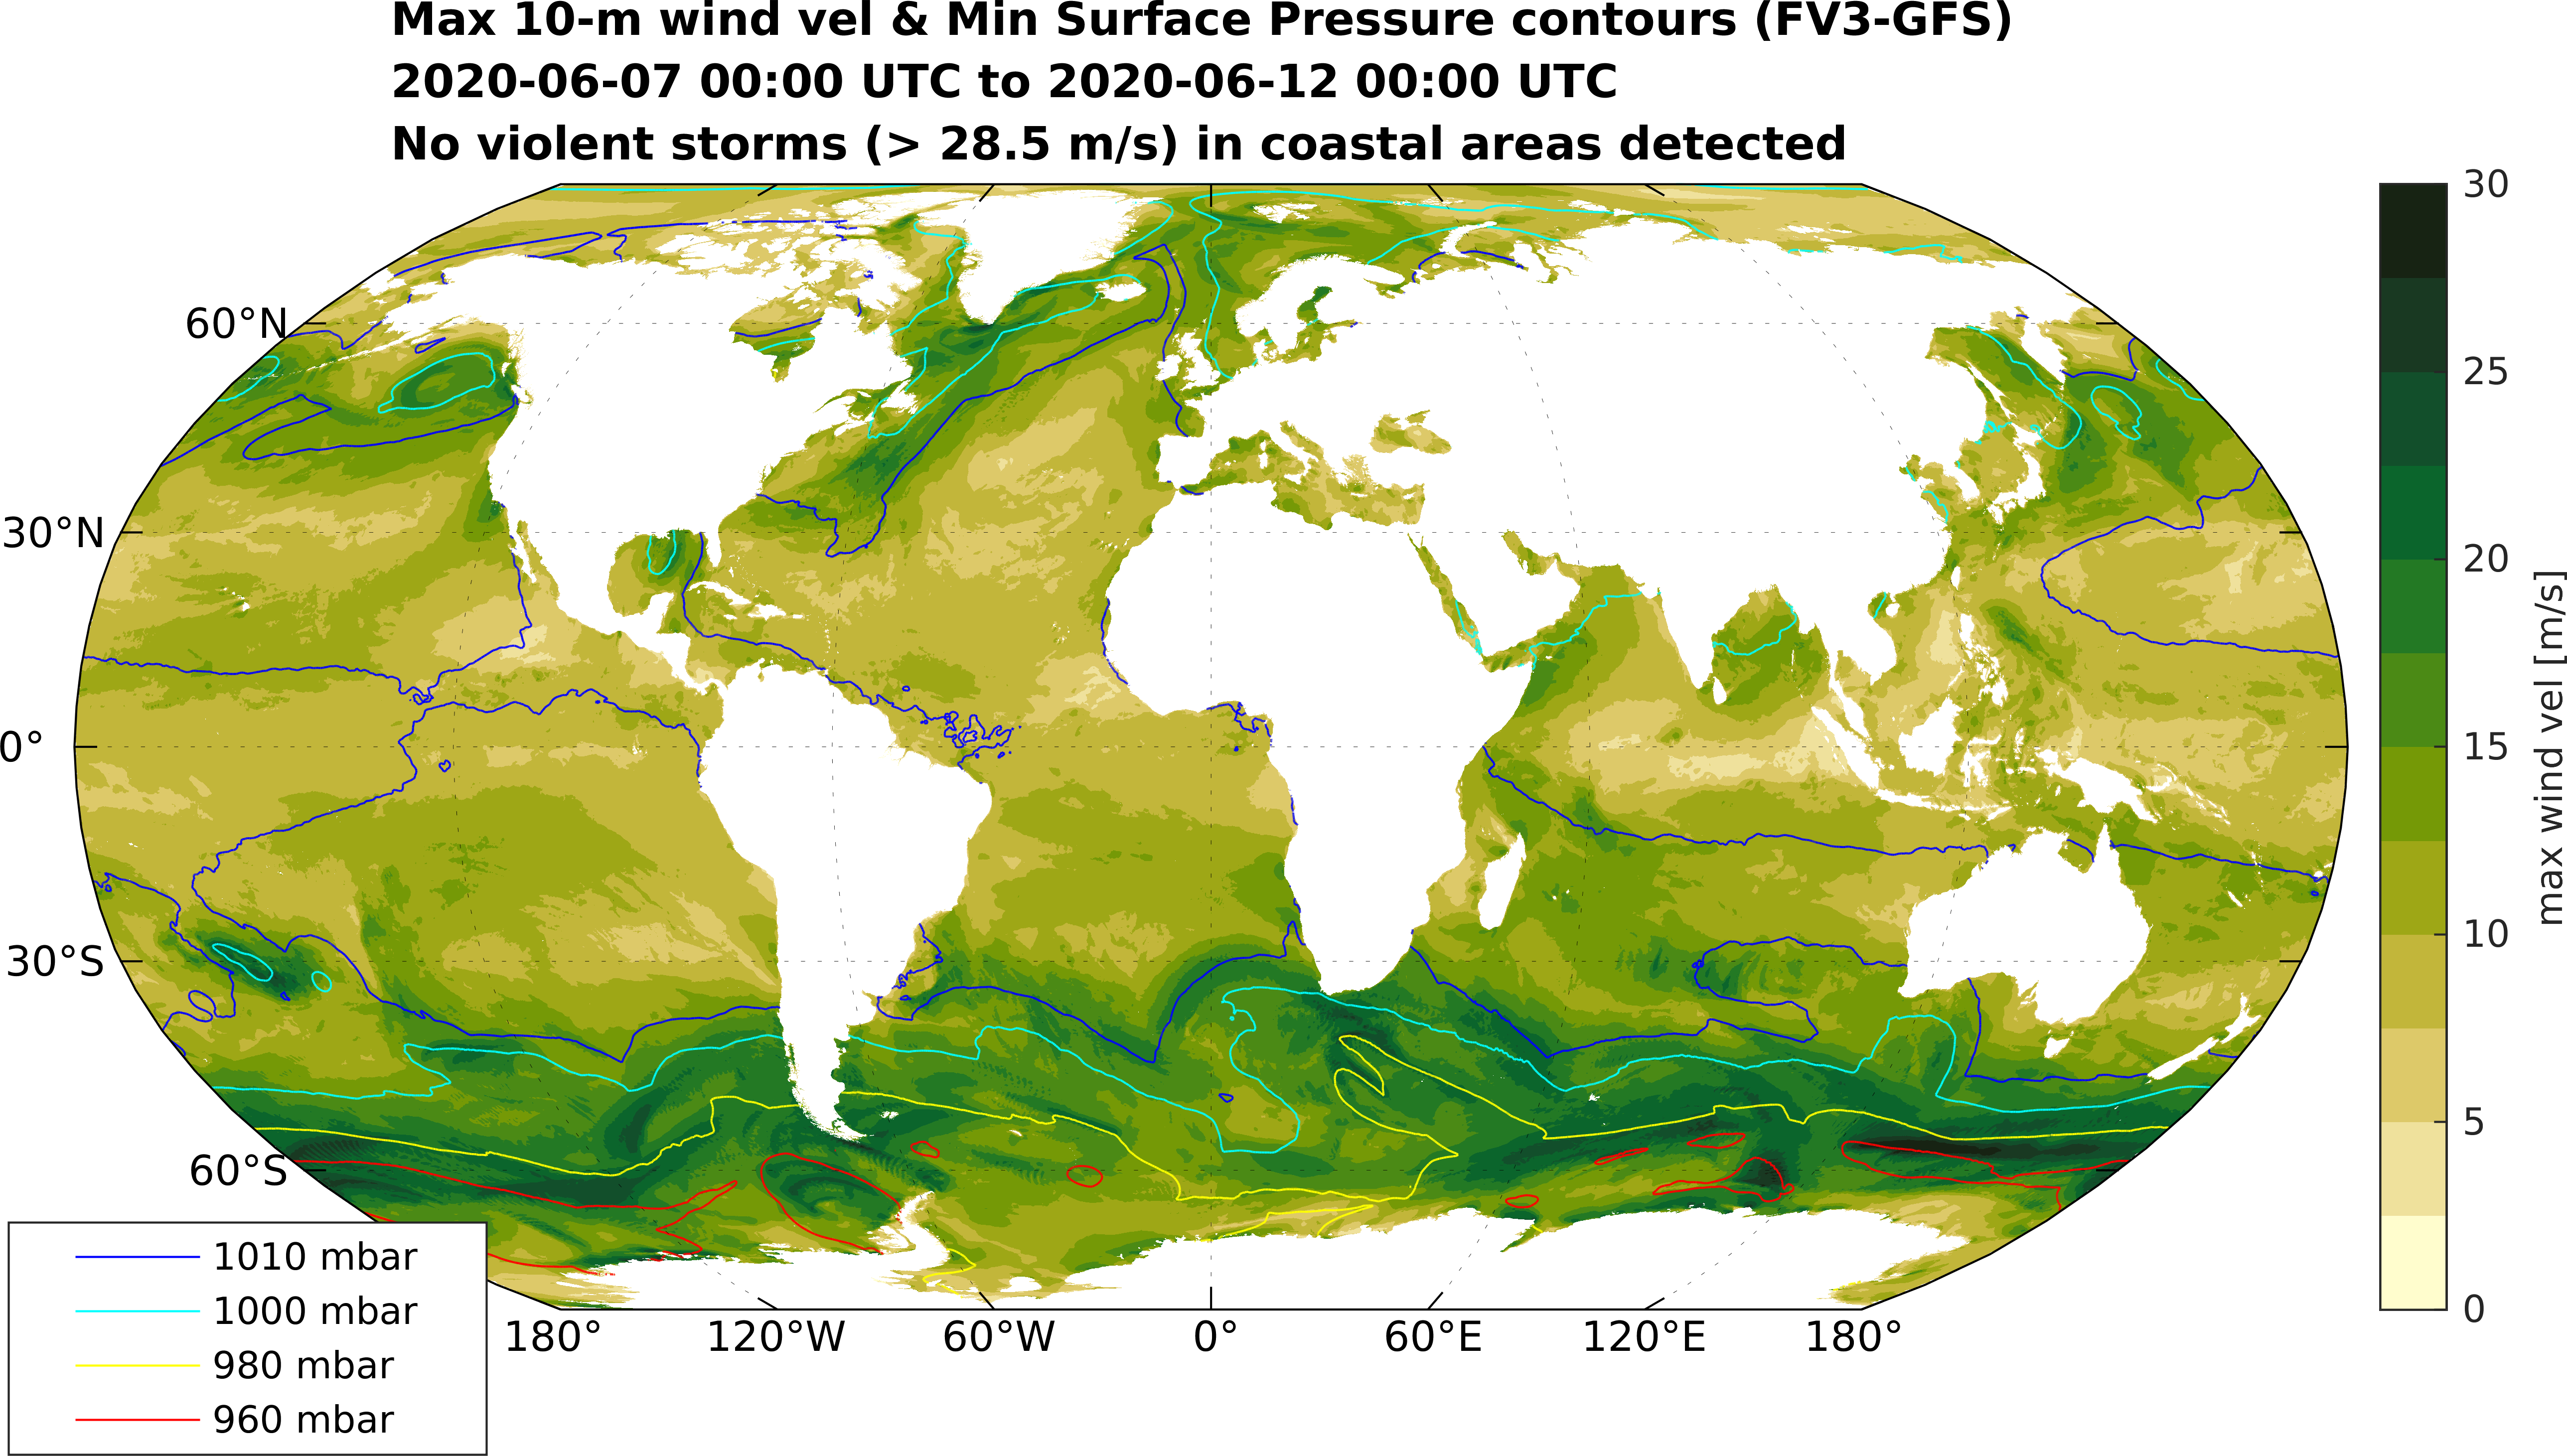 Max 10-m wind vel & Min Surface Pressure contours (FV3-GFS)
2020-06-07 00:00 UTC to 2020-06-12 00:00 UTC
No violent storms (> 28.5 m/s) in coastal areas detected
60°N
30°N
0°
30°S
60°S
180°
120°W
60°W
0°
60°E
120°E
180°
1010 mbar
1000 mbar
980 mbar
960 mbar
30
25
20
15
10
5
0
max wind vel [m/s]